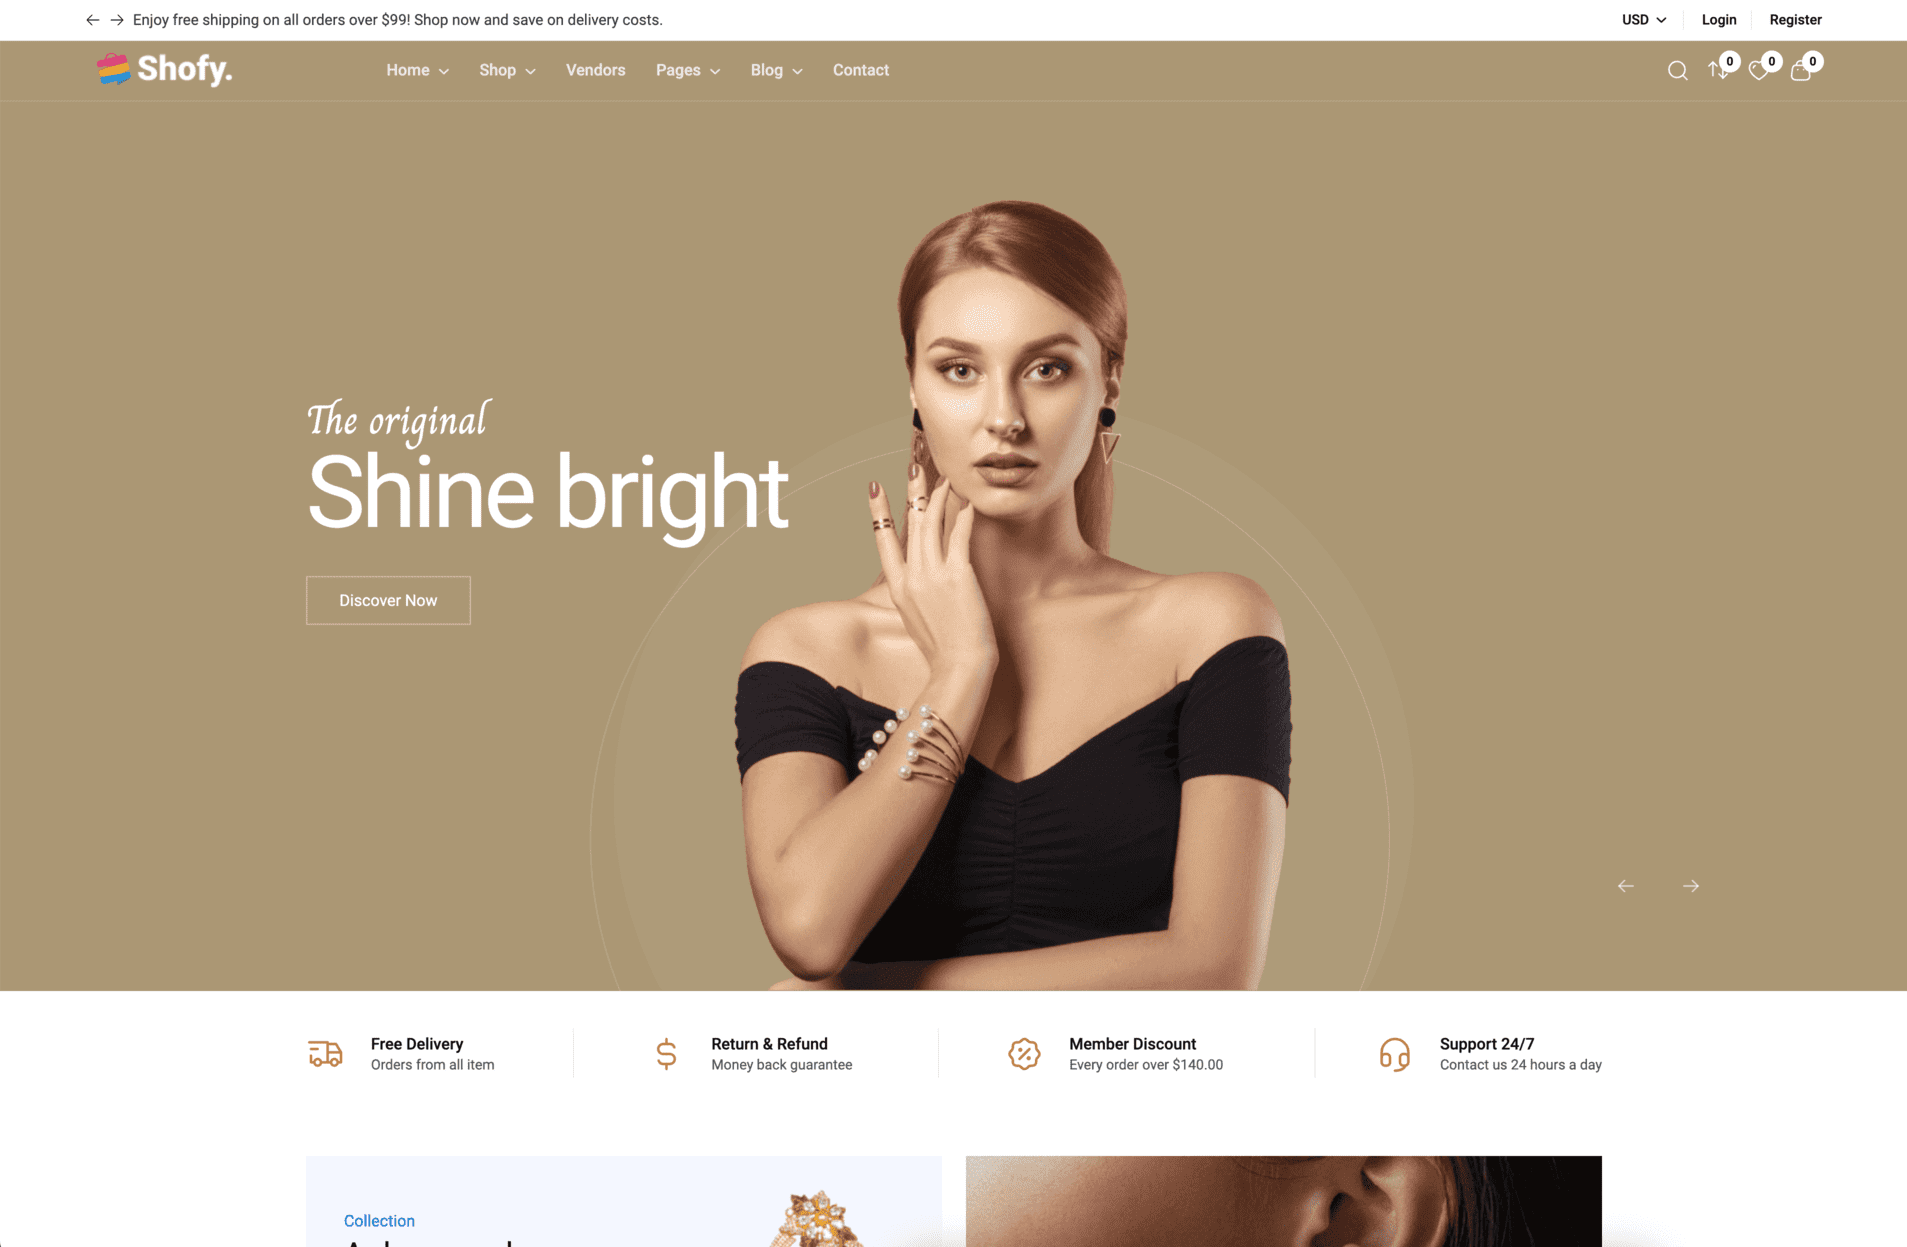 Enjoy free shipping on all orders over $99! Shop now and save on delivery costs.
USD
Login
Register
Shofy.
Home
Shop
Vendors
Pages
Blog
Contact
0
0
0
The original
Shine bright
Discover Now
Free Delivery
Orders from all item
Return & Refund
Money back guarantee
Member Discount
Every order over $140.00
Support 24/7
Contact us 24 hours a day
Collection